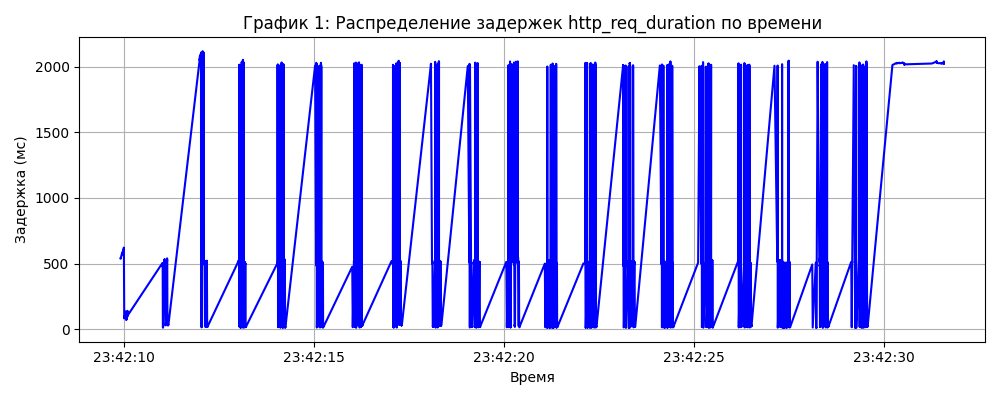 График 1: Распределение задержек http_req_duration по времени
Задержка (мс)
2000
1500
1000
500
0
23:42:10 23:42:15 23:42:20 23:42:25 23:42:30
Время